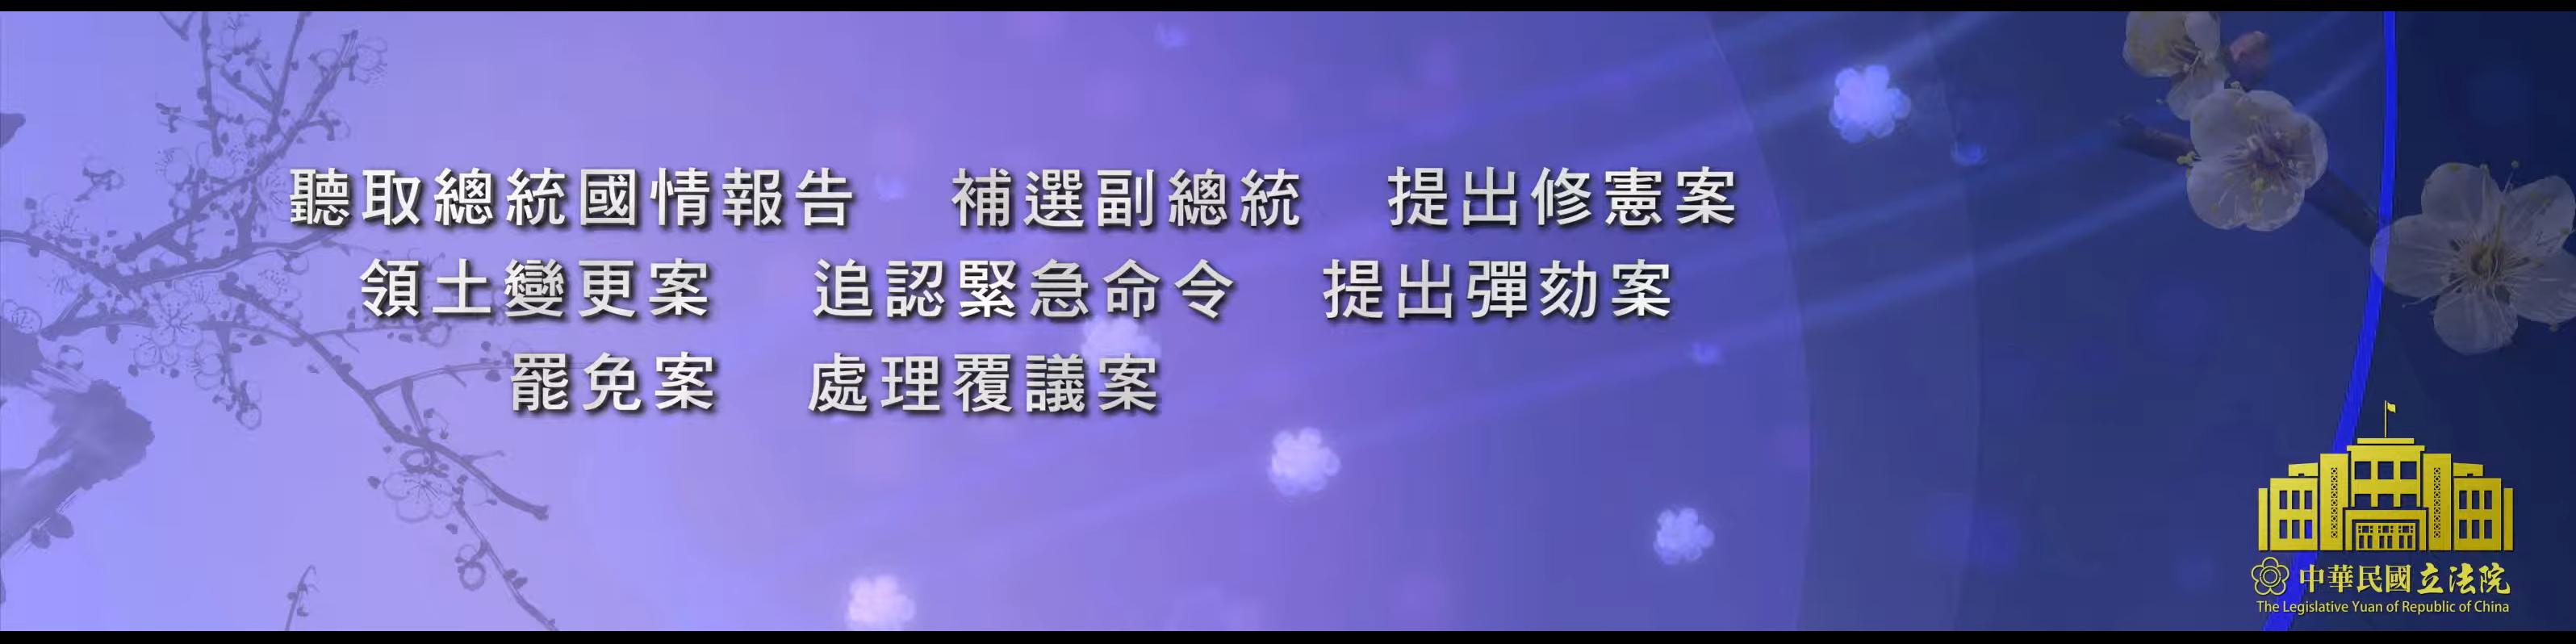 聽取總統國情報告 補選副總統 提出修憲案
領土變更案 追認緊急命令 提出彈劾案
罷免案 處理覆議案
中華民國立法院
The Legislative Yuan of Republic of China